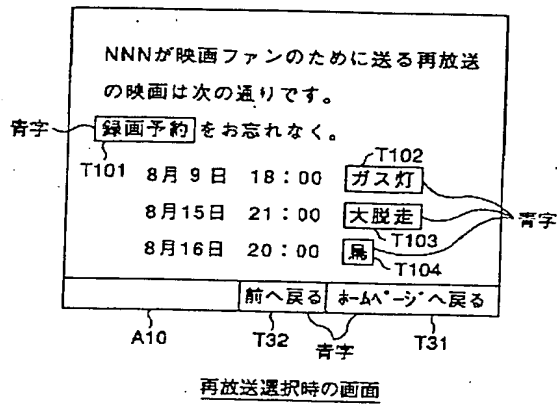 NNNが映画ファンのために送る再放送
の映画は次の通りです。
青字 録画予約 をお忘れなく。
T101 T102
8月 9日 18：00 ガス灯
8月15日 21：00 大脱走 青字
T103
8月16日 20：00 鳥
T104
前へ戻る ホームページへ戻る
A10 T32 青字 T31
再放送選択時の画面